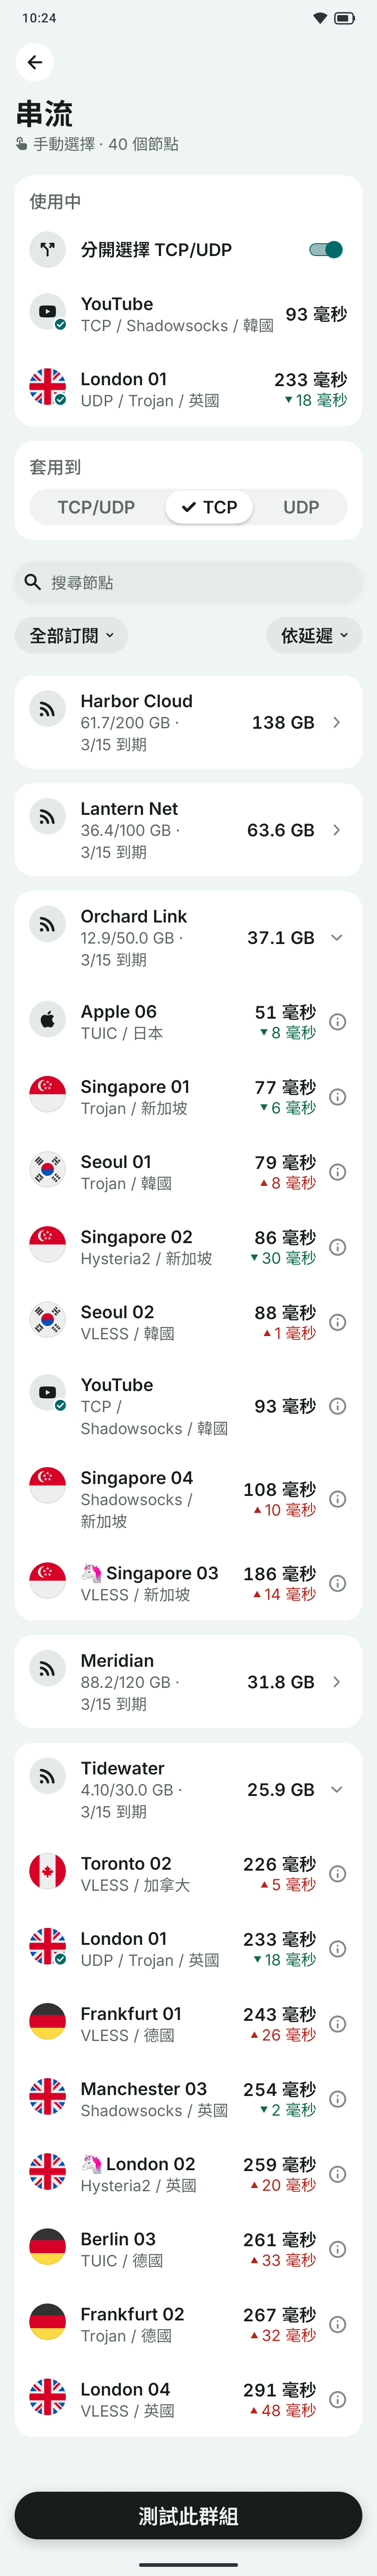 10:24
串流
手動選擇 · 40 個節點
使用中
分開選擇 TCP/UDP
YouTube
TCP / Shadowsocks / 韓國
93 毫秒
London 01
UDP / Trojan / 英國
233 毫秒
▼18 毫秒
套用到
TCP/UDP
TCP
UDP
搜尋節點
全部訂閱
依延遲
Harbor Cloud
61.7/200 GB ·
3/15 到期
138 GB
Lantern Net
36.4/100 GB ·
3/15 到期
63.6 GB
Orchard Link
12.9/50.0 GB ·
3/15 到期
37.1 GB
Apple 06
TUIC / 日本
51 毫秒
▼8 毫秒
Singapore 01
Trojan / 新加坡
77 毫秒
▼6 毫秒
Seoul 01
Trojan / 韓國
79 毫秒
▲8 毫秒
Singapore 02
Hysteria2 / 新加坡
86 毫秒
▼30 毫秒
Seoul 02
VLESS / 韓國
88 毫秒
▲1 毫秒
YouTube
TCP /
Shadowsocks / 韓國
93 毫秒
Singapore 04
Shadowsocks /
新加坡
108 毫秒
▲10 毫秒
🦄 Singapore 03
VLESS / 新加坡
186 毫秒
▲14 毫秒
Meridian
88.2/120 GB ·
3/15 到期
31.8 GB
Tidewater
4.10/30.0 GB ·
3/15 到期
25.9 GB
Toronto 02
VLESS / 加拿大
226 毫秒
▲5 毫秒
London 01
UDP / Trojan / 英國
233 毫秒
▼18 毫秒
Frankfurt 01
VLESS / 德國
243 毫秒
▲26 毫秒
Manchester 03
Shadowsocks / 英國
254 毫秒
▼2 毫秒
🦄 London 02
Hysteria2 / 英國
259 毫秒
▲20 毫秒
Berlin 03
TUIC / 德國
261 毫秒
▲33 毫秒
Frankfurt 02
Trojan / 德國
267 毫秒
▲32 毫秒
London 04
VLESS / 英國
291 毫秒
▲48 毫秒
測試此群組